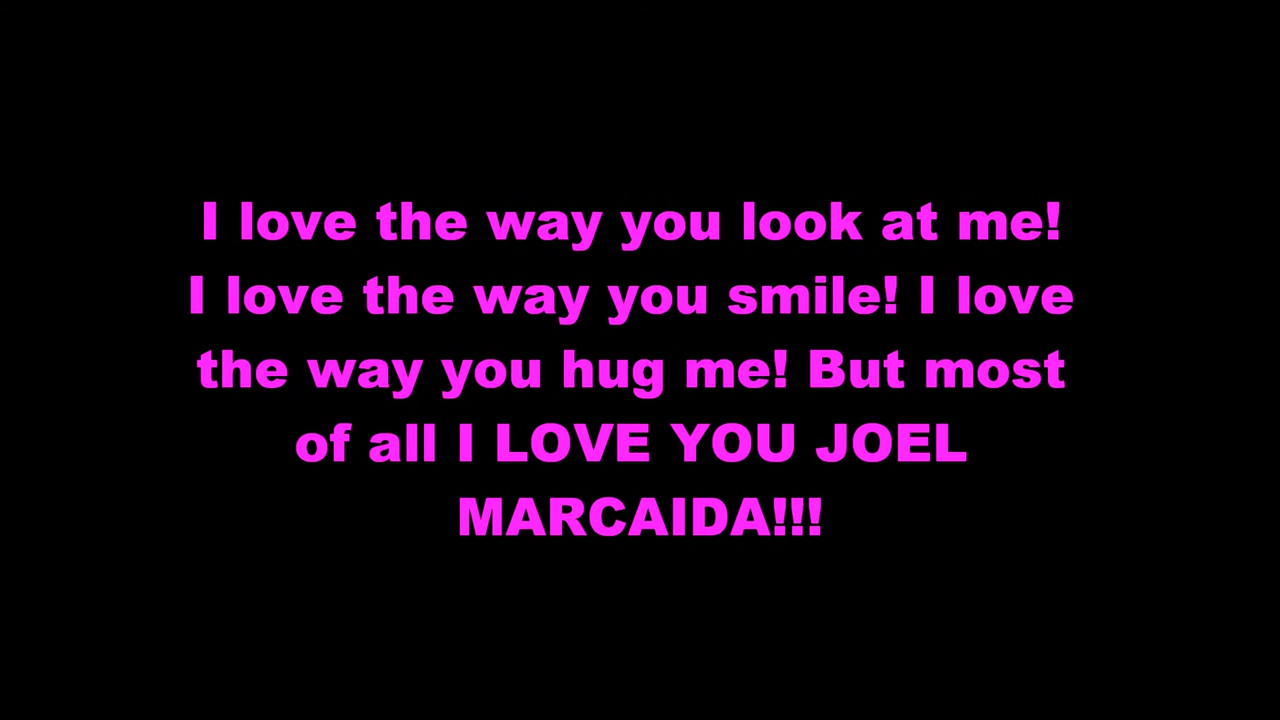 I love the way you look at me!
I love the way you smile! I love
the way you hug me! But most
of all I LOVE YOU JOEL
MARCAIDA!!!